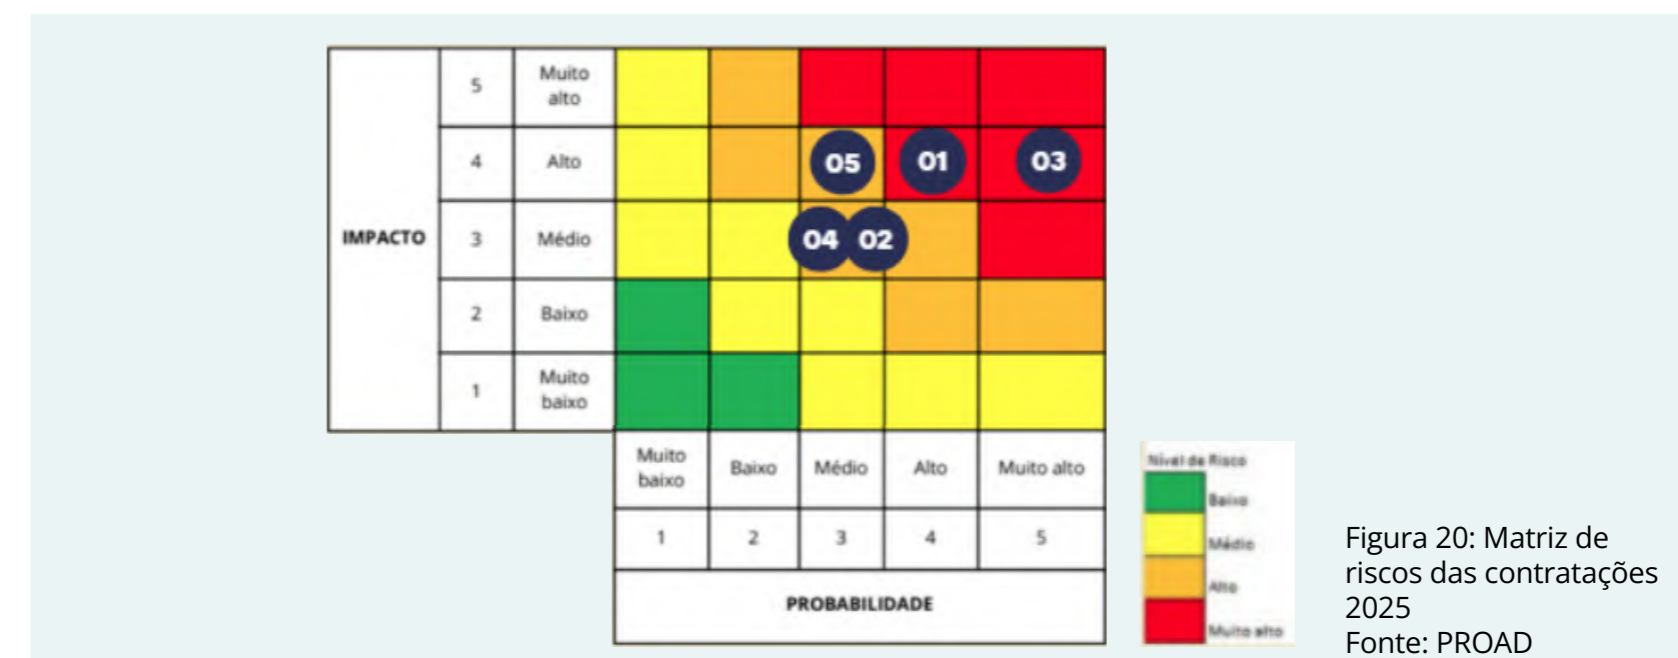 5
Muito
alto
4
Alto
05
01
03
IMPACTO
3
Médio
04
02
2
Baixo
1
Muito
baixo
Muito
baixo
Baixo
Médio
Alto
Muito alto
1
2
3
4
5
PROBABILIDADE
Nível de Risco
Baixo
Médio
Alto
Muito alto
Figura 20: Matriz de
riscos das contratações
2025
Fonte: PROAD